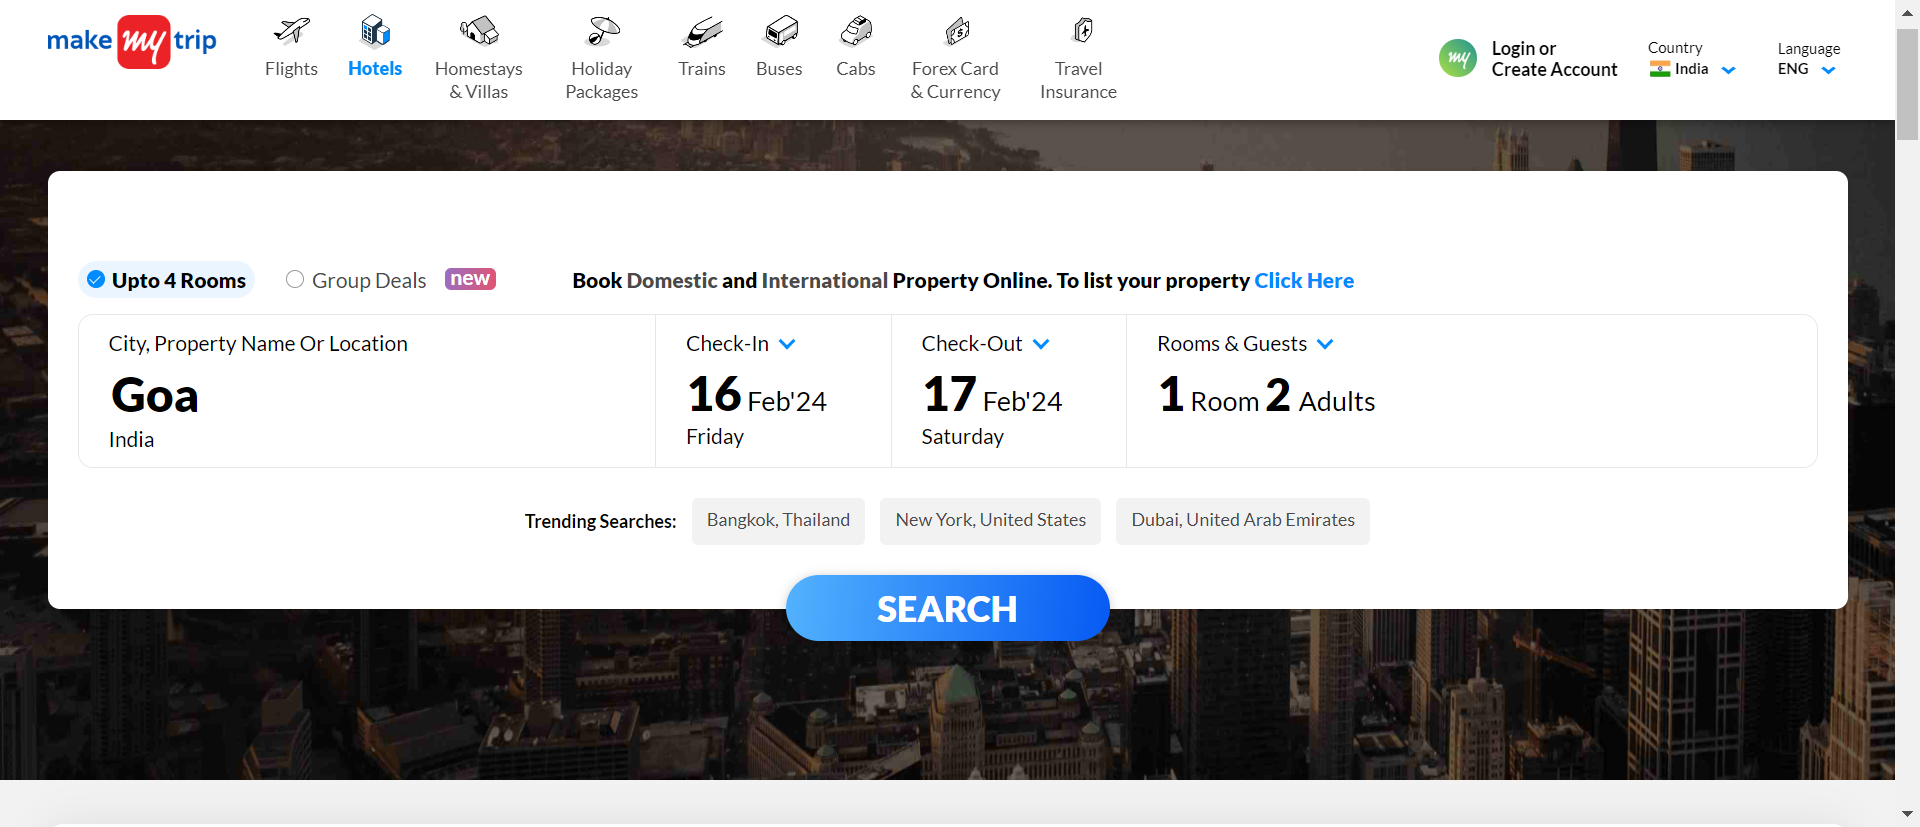 make my trip
Flights
Hotels
Homestays
& Villas
Holiday
Packages
Trains
Buses
Cabs
Forex Card
& Currency
Travel
Insurance
my
Login or
Create Account
Country
India
Language
ENG
Upto 4 Rooms
Group Deals new
Book Domestic and International Property Online. To list your property Click Here
City, Property Name Or Location
Goa
India
Check-In
16 Feb'24
Friday
Check-Out
17 Feb'24
Saturday
Rooms & Guests
1 Room 2 Adults
Trending Searches: Bangkok, Thailand New York, United States Dubai, United Arab Emirates
SEARCH